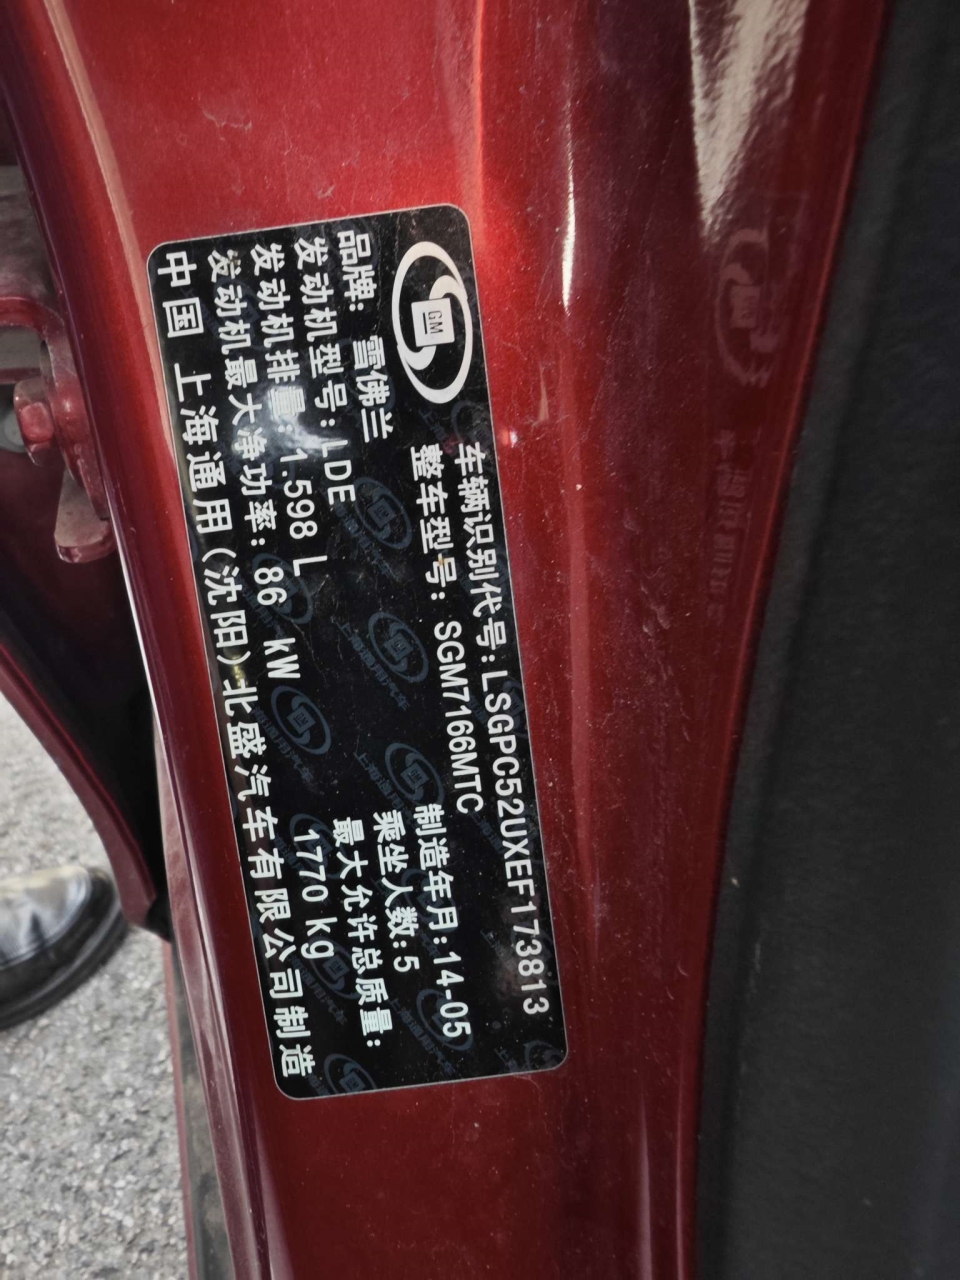 GM
车辆识别代号:LSGPC52UXEF173813
整车型号: SGM7166MTC
品牌: 雪佛兰
制造年月:14-05
发动机型号:LDE
乘坐人数:5
发动机排量:1.598 L
最大允许总质量:
发动机最大净功率:86 kW
1770 kg
中国 上海通用(沈阳)北盛汽车有限公司制造